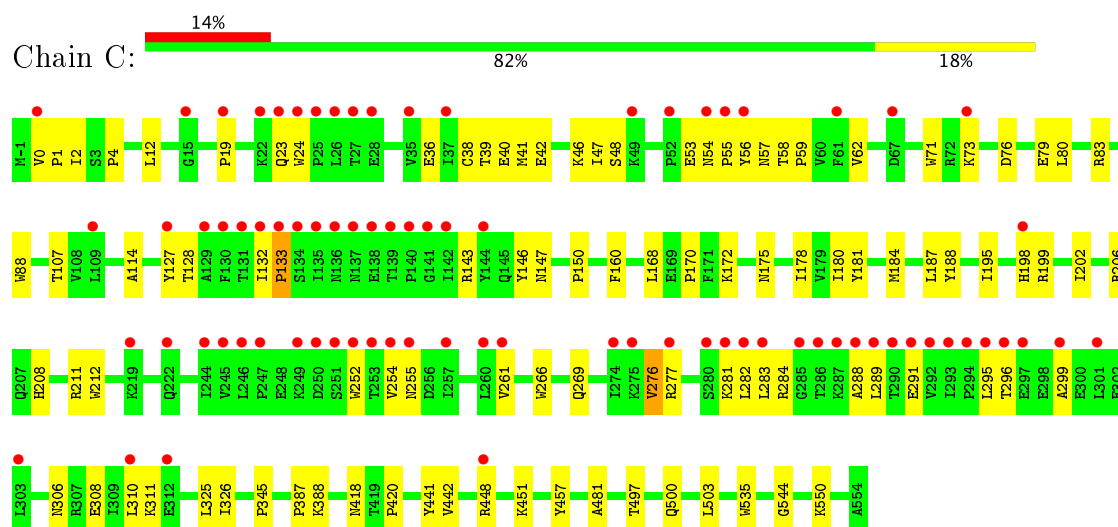 14%
Chain C:
82% 18%
M-1 V0 P1 I2 S3 P4 L12 G15 P19 K22 Q23 W24 P25 L26 T27 E28 V35 E36 I37 C38 T39 E40 M41 E42 K46 I47 S48 K49 P52 E53 N54 P55 Y56 N57 T58 P59 V60 F61 V62 D67 W71 R72 K73 D76 E79 L80 R83
W88 T107 V108 L109 A114 Y127 T128 A129 F130 T131 I132 P133 S134 I135 N136 N137 E138 T139 P140 G141 I142 R143 Y144 Q145 Y146 N147 P150 F160 L168 E169 P170 F171 K172 N175 I178 V179 I180 Y181 M184 L187 Y188 I195 H198 R199 I202
Q207 H208 R211 W212 K219 Q222 I244 V245 L246 P247 E248 K249 D250 S251 W252 T253 V254 N255 D256 I257 L260 V261 W266 Q269 I274 K275 V276 R277 S280 K281 L282 L283 R284 G285 T286 K287 A288 L289 T290 E291 V292 I293 P294 L295 T296 E297 E298 A299 E300 L301
L303 N306 R307 E308 I309 L310 K311 E312 L325 I326 P345 P387 K388 N418 T419 P420 Y441 V442 R448 K451 Y457 A481 T497 Q500 L503 W535 G544 K550 A554